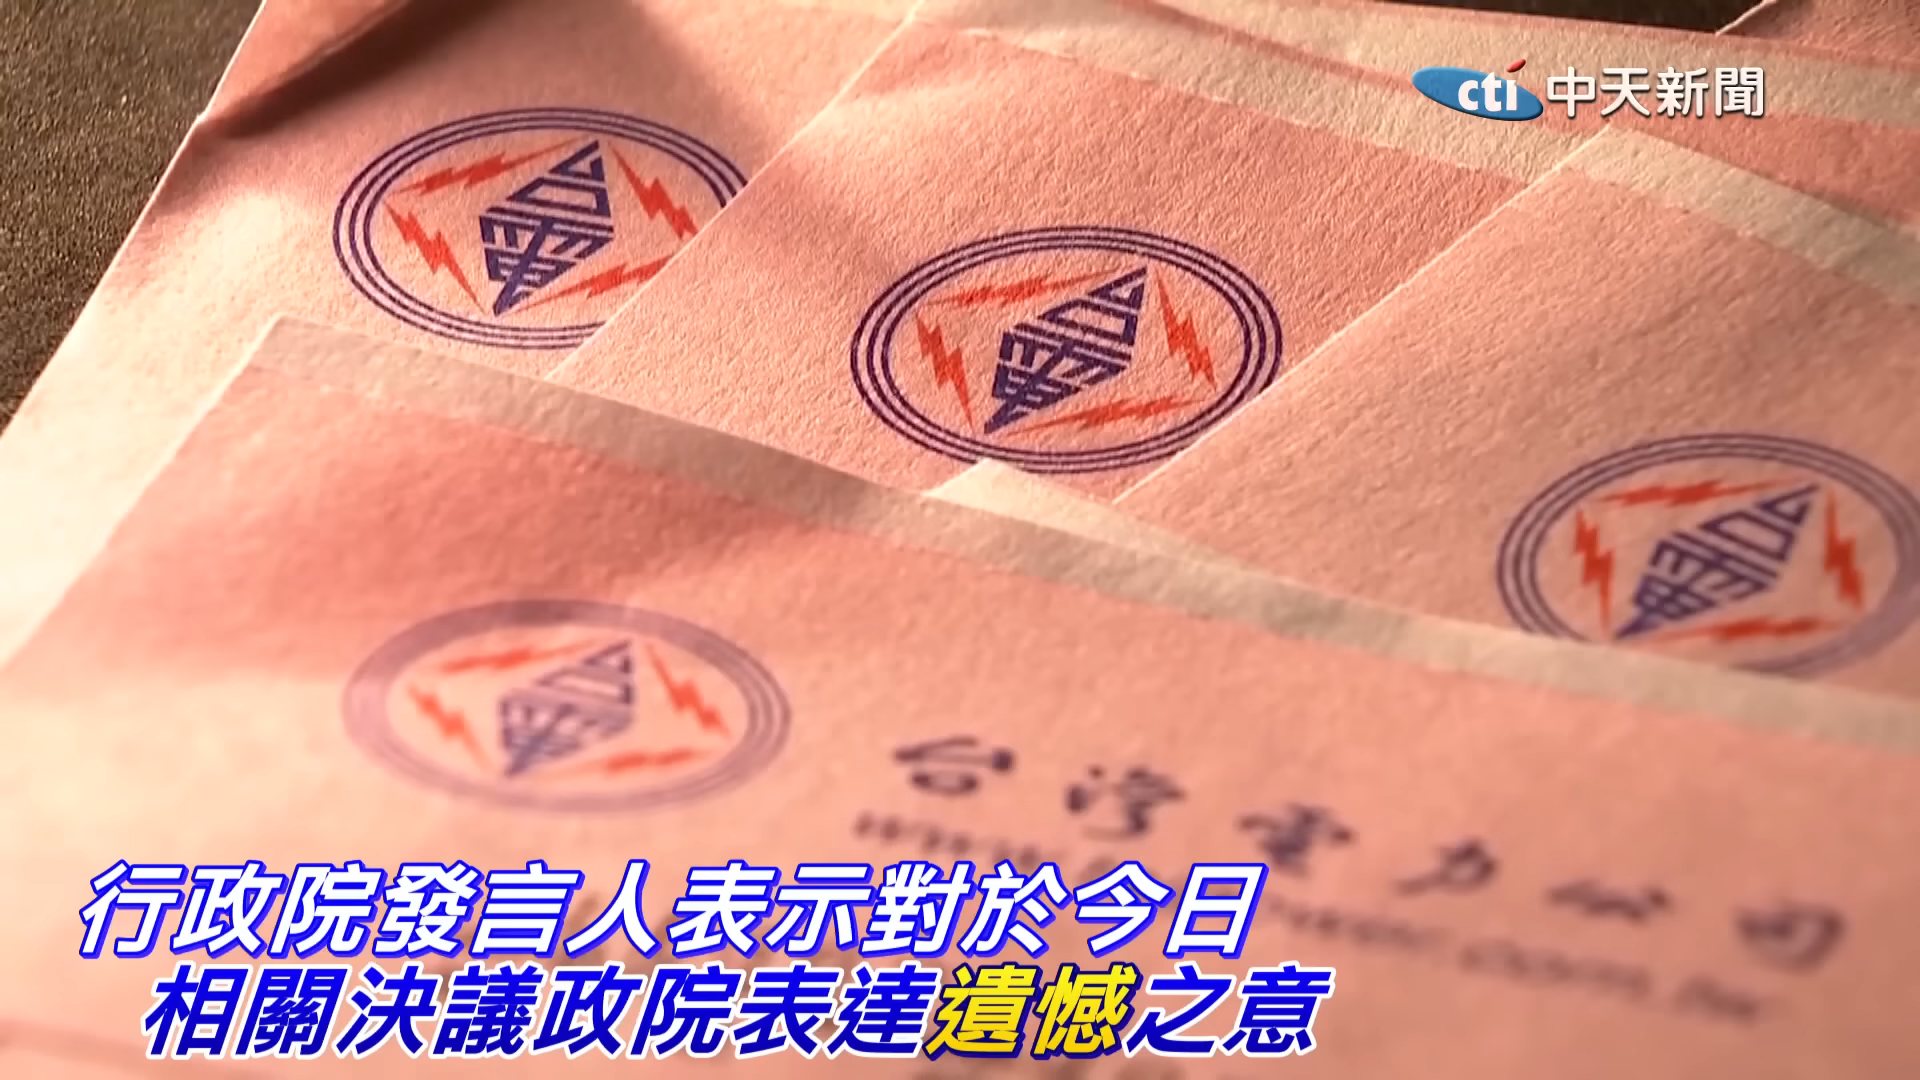 cti 中天新聞
台灣電力公司
行政院發言人表示對於今日
相關決議政院表達遺憾之意